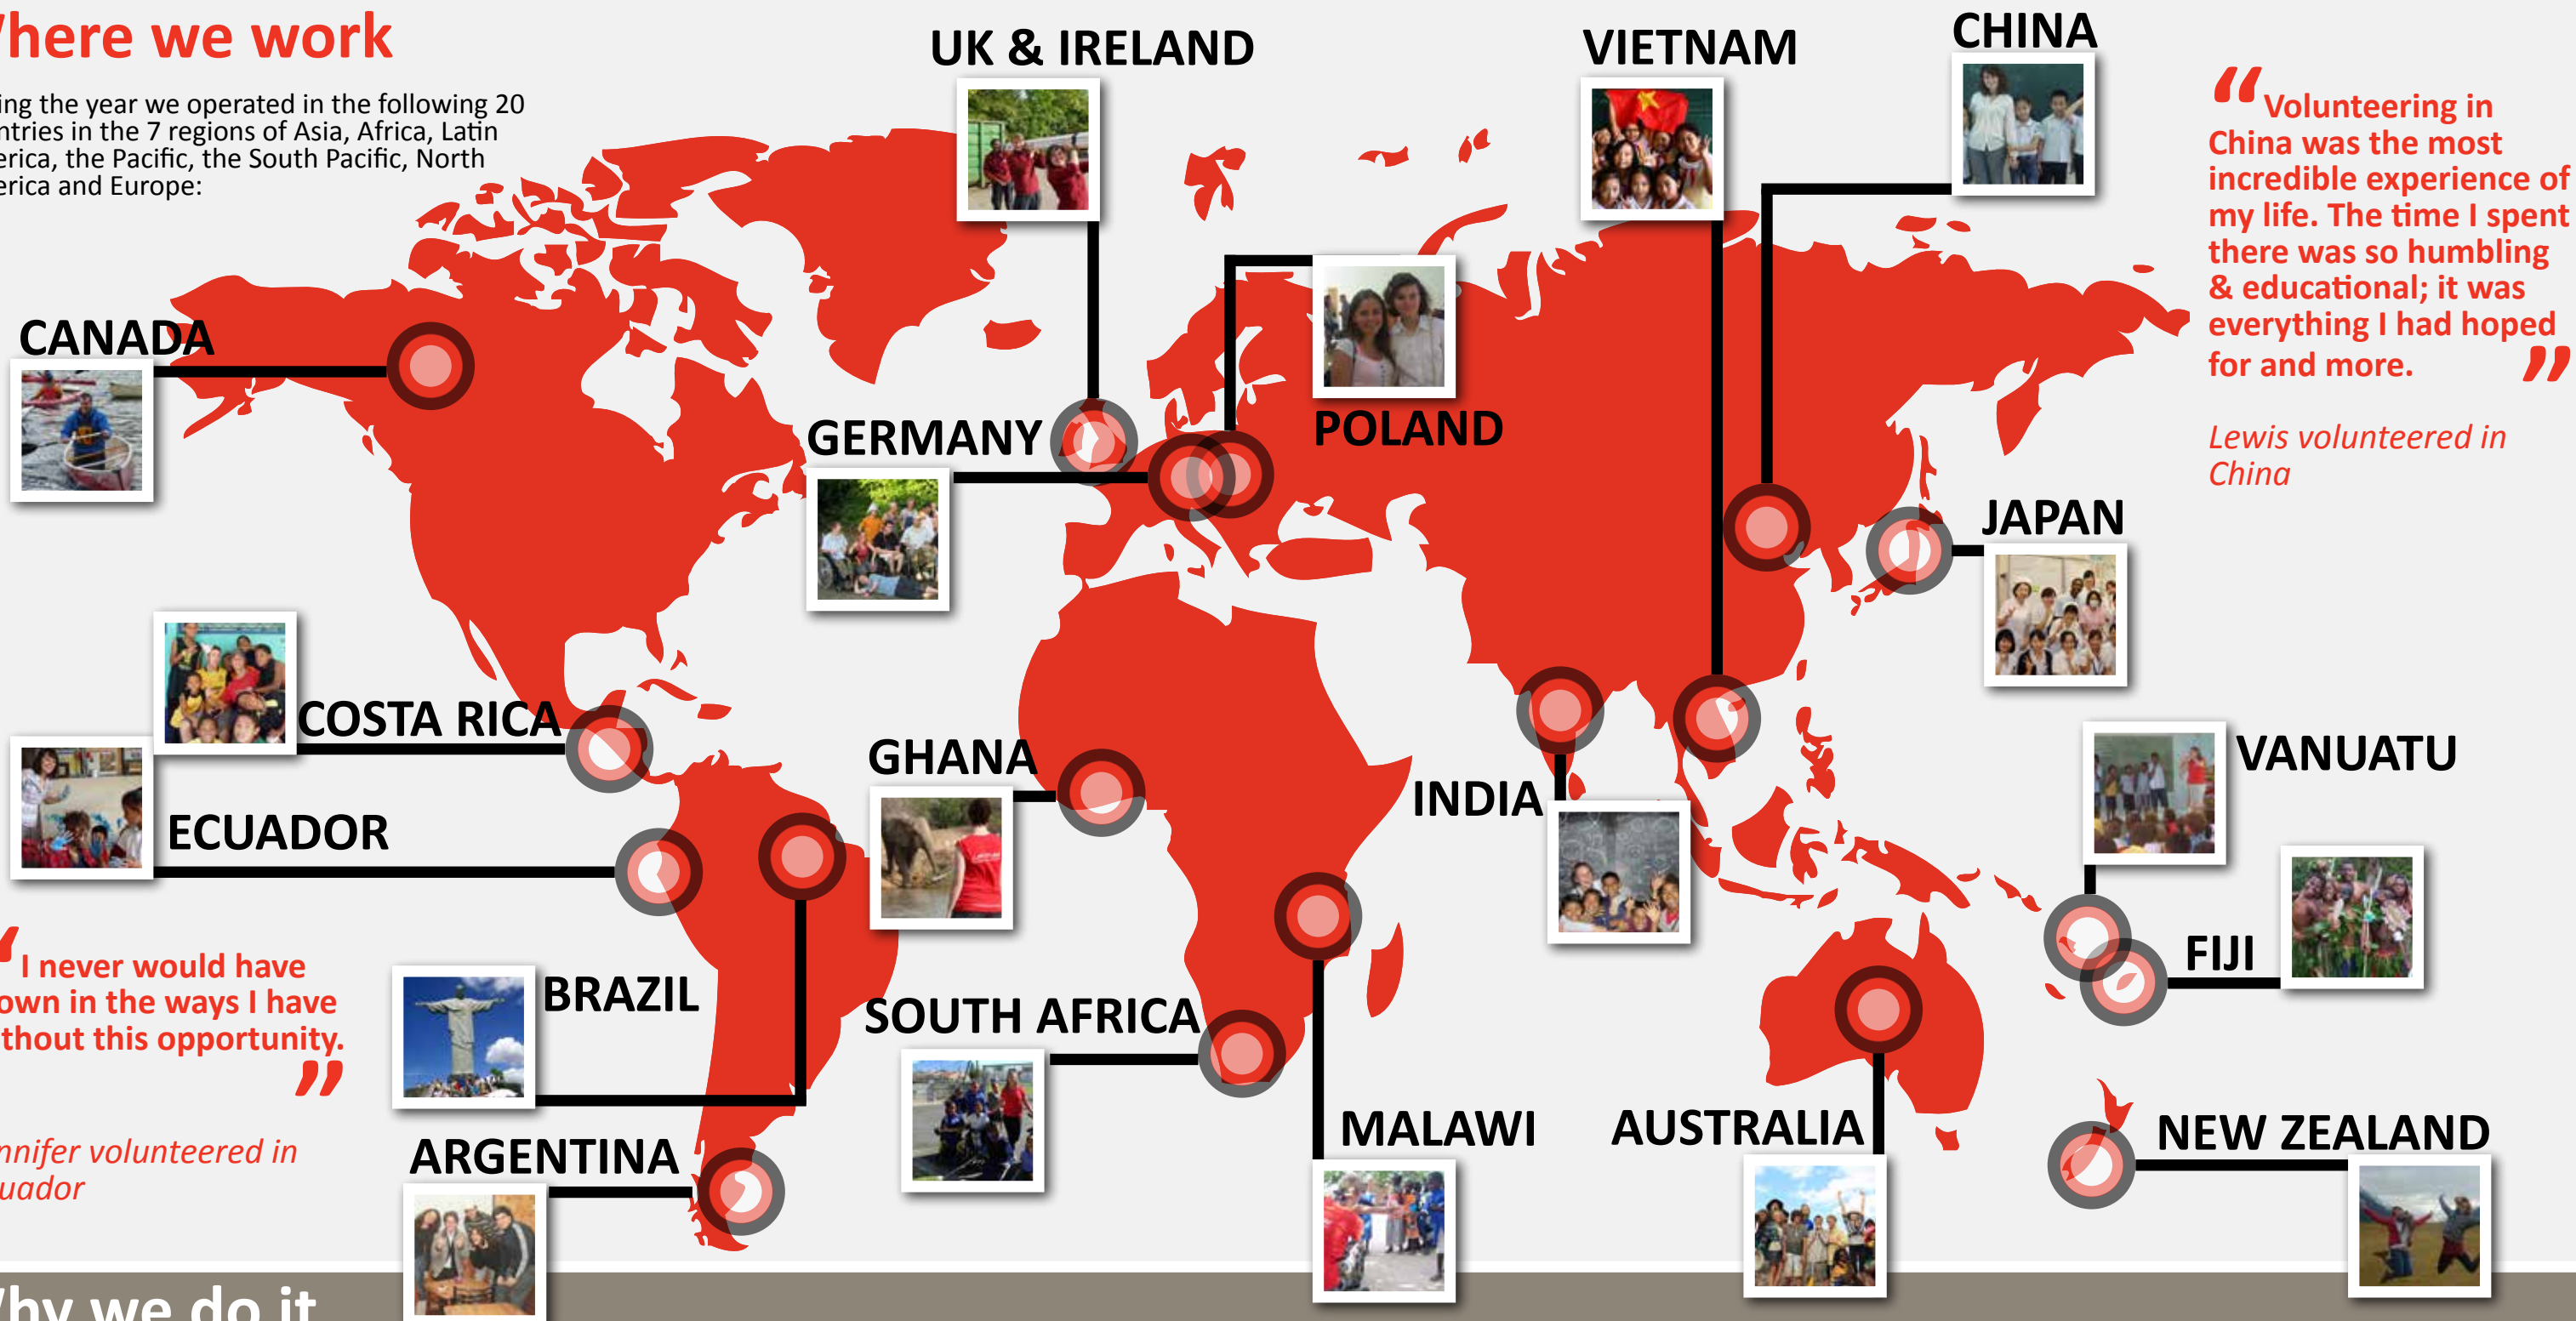 Where we work
ing the year we operated in the following 20
ntries in the 7 regions of Asia, Africa, Latin
erica, the Pacific, the South Pacific, North
erica and Europe:
UK & IRELAND
VIETNAM
CHINA
“Volunteering in
China was the most
incredible experience of
my life. The time I spent
there was so humbling
& educational; it was
everything I had hoped
for and more.”
Lewis volunteered in
China
CANADA
GERMANY
POLAND
JAPAN
COSTA RICA
ECUADOR
GHANA
INDIA
VANUATU
FIJI
“I never would have
own in the ways I have
thout this opportunity.
”
nnifer volunteered in
uador
BRAZIL
SOUTH AFRICA
ARGENTINA
MALAWI
AUSTRALIA
NEW ZEALAND
Why we do it